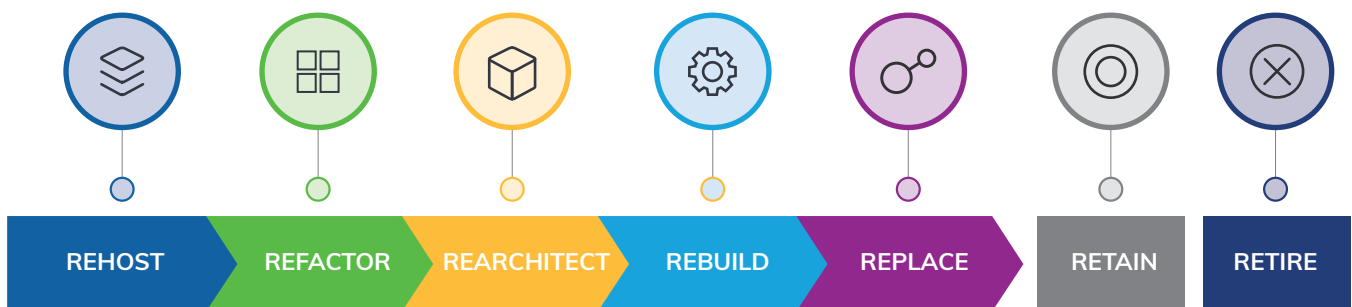 REHOST
REFACTOR
REARCHITECT
REBUILD
REPLACE
RETAIN
RETIRE